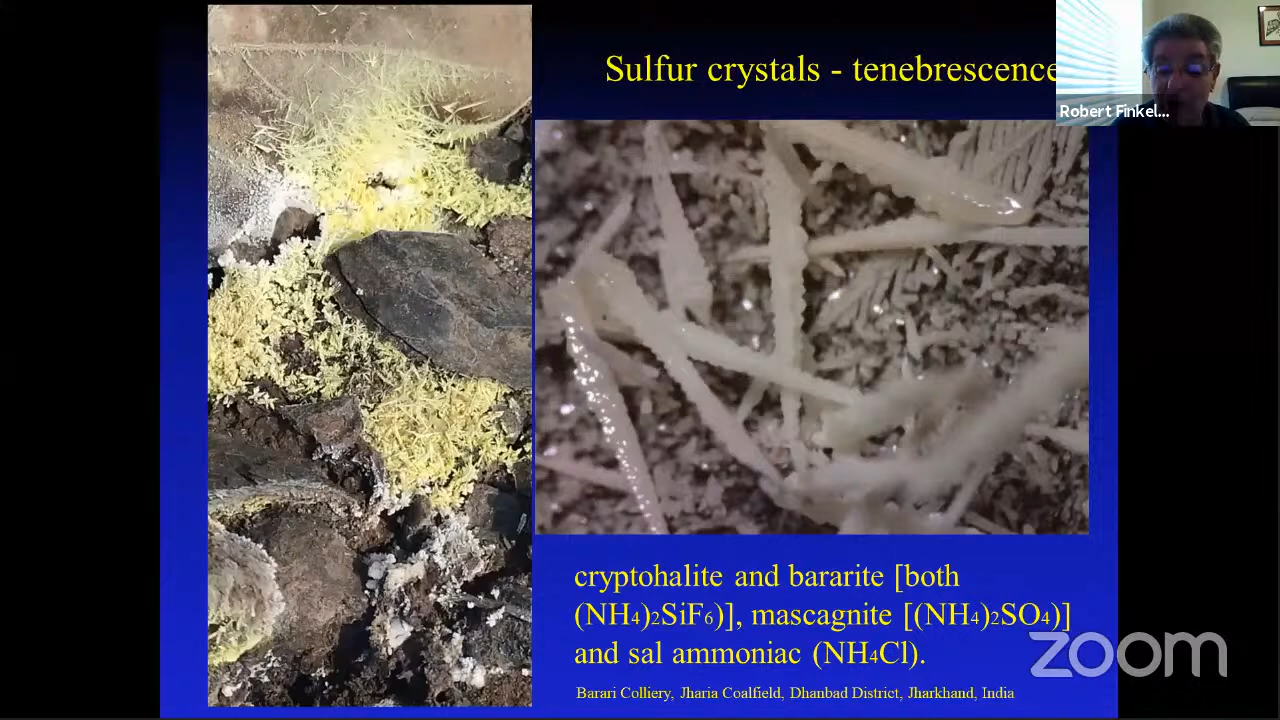 Sulfur crystals - tenebrescence
Robert Finkel...
cryptohalite and bararite [both
(NH₄)₂SiF₆)], mascagnite [(NH₄)₂SO₄)]
and sal ammoniac (NH₄Cl).
zoom
Barari Colliery, Jharia Coalfield, Dhanbad District, Jharkhand, India